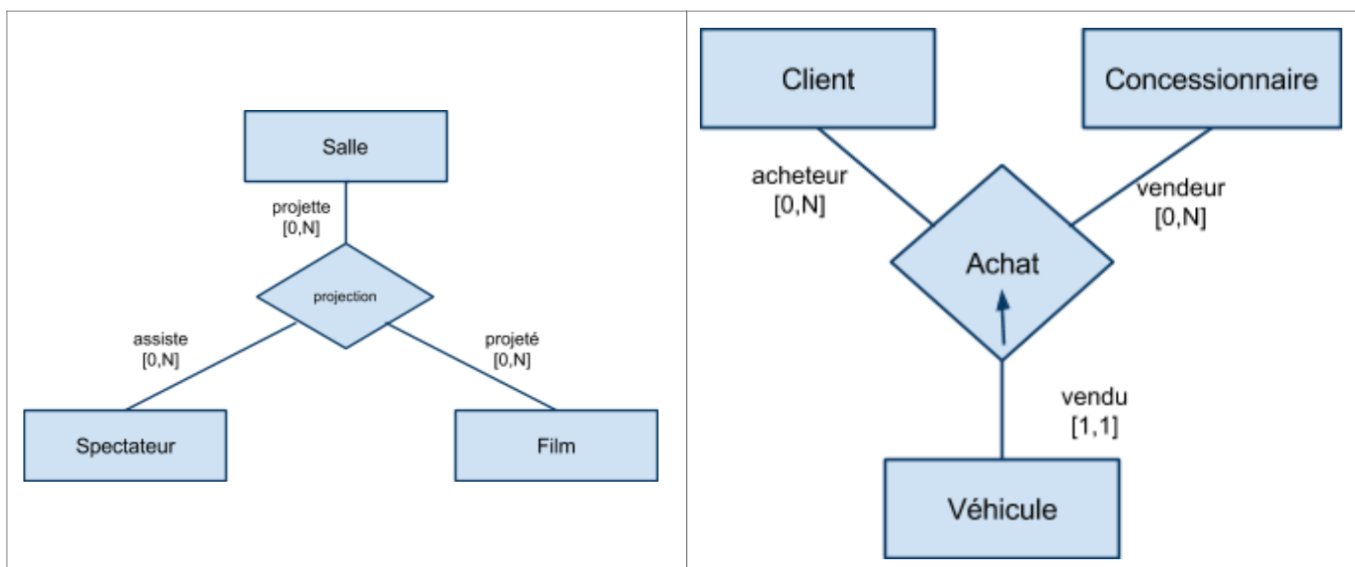 Salle
projette
[0,N]
projection
assiste
[0,N]
projeté
[0,N]
Spectateur
Film
Client
Concessionnaire
acheteur
[0,N]
vendeur
[0,N]
Achat
vendu
[1,1]
Véhicule